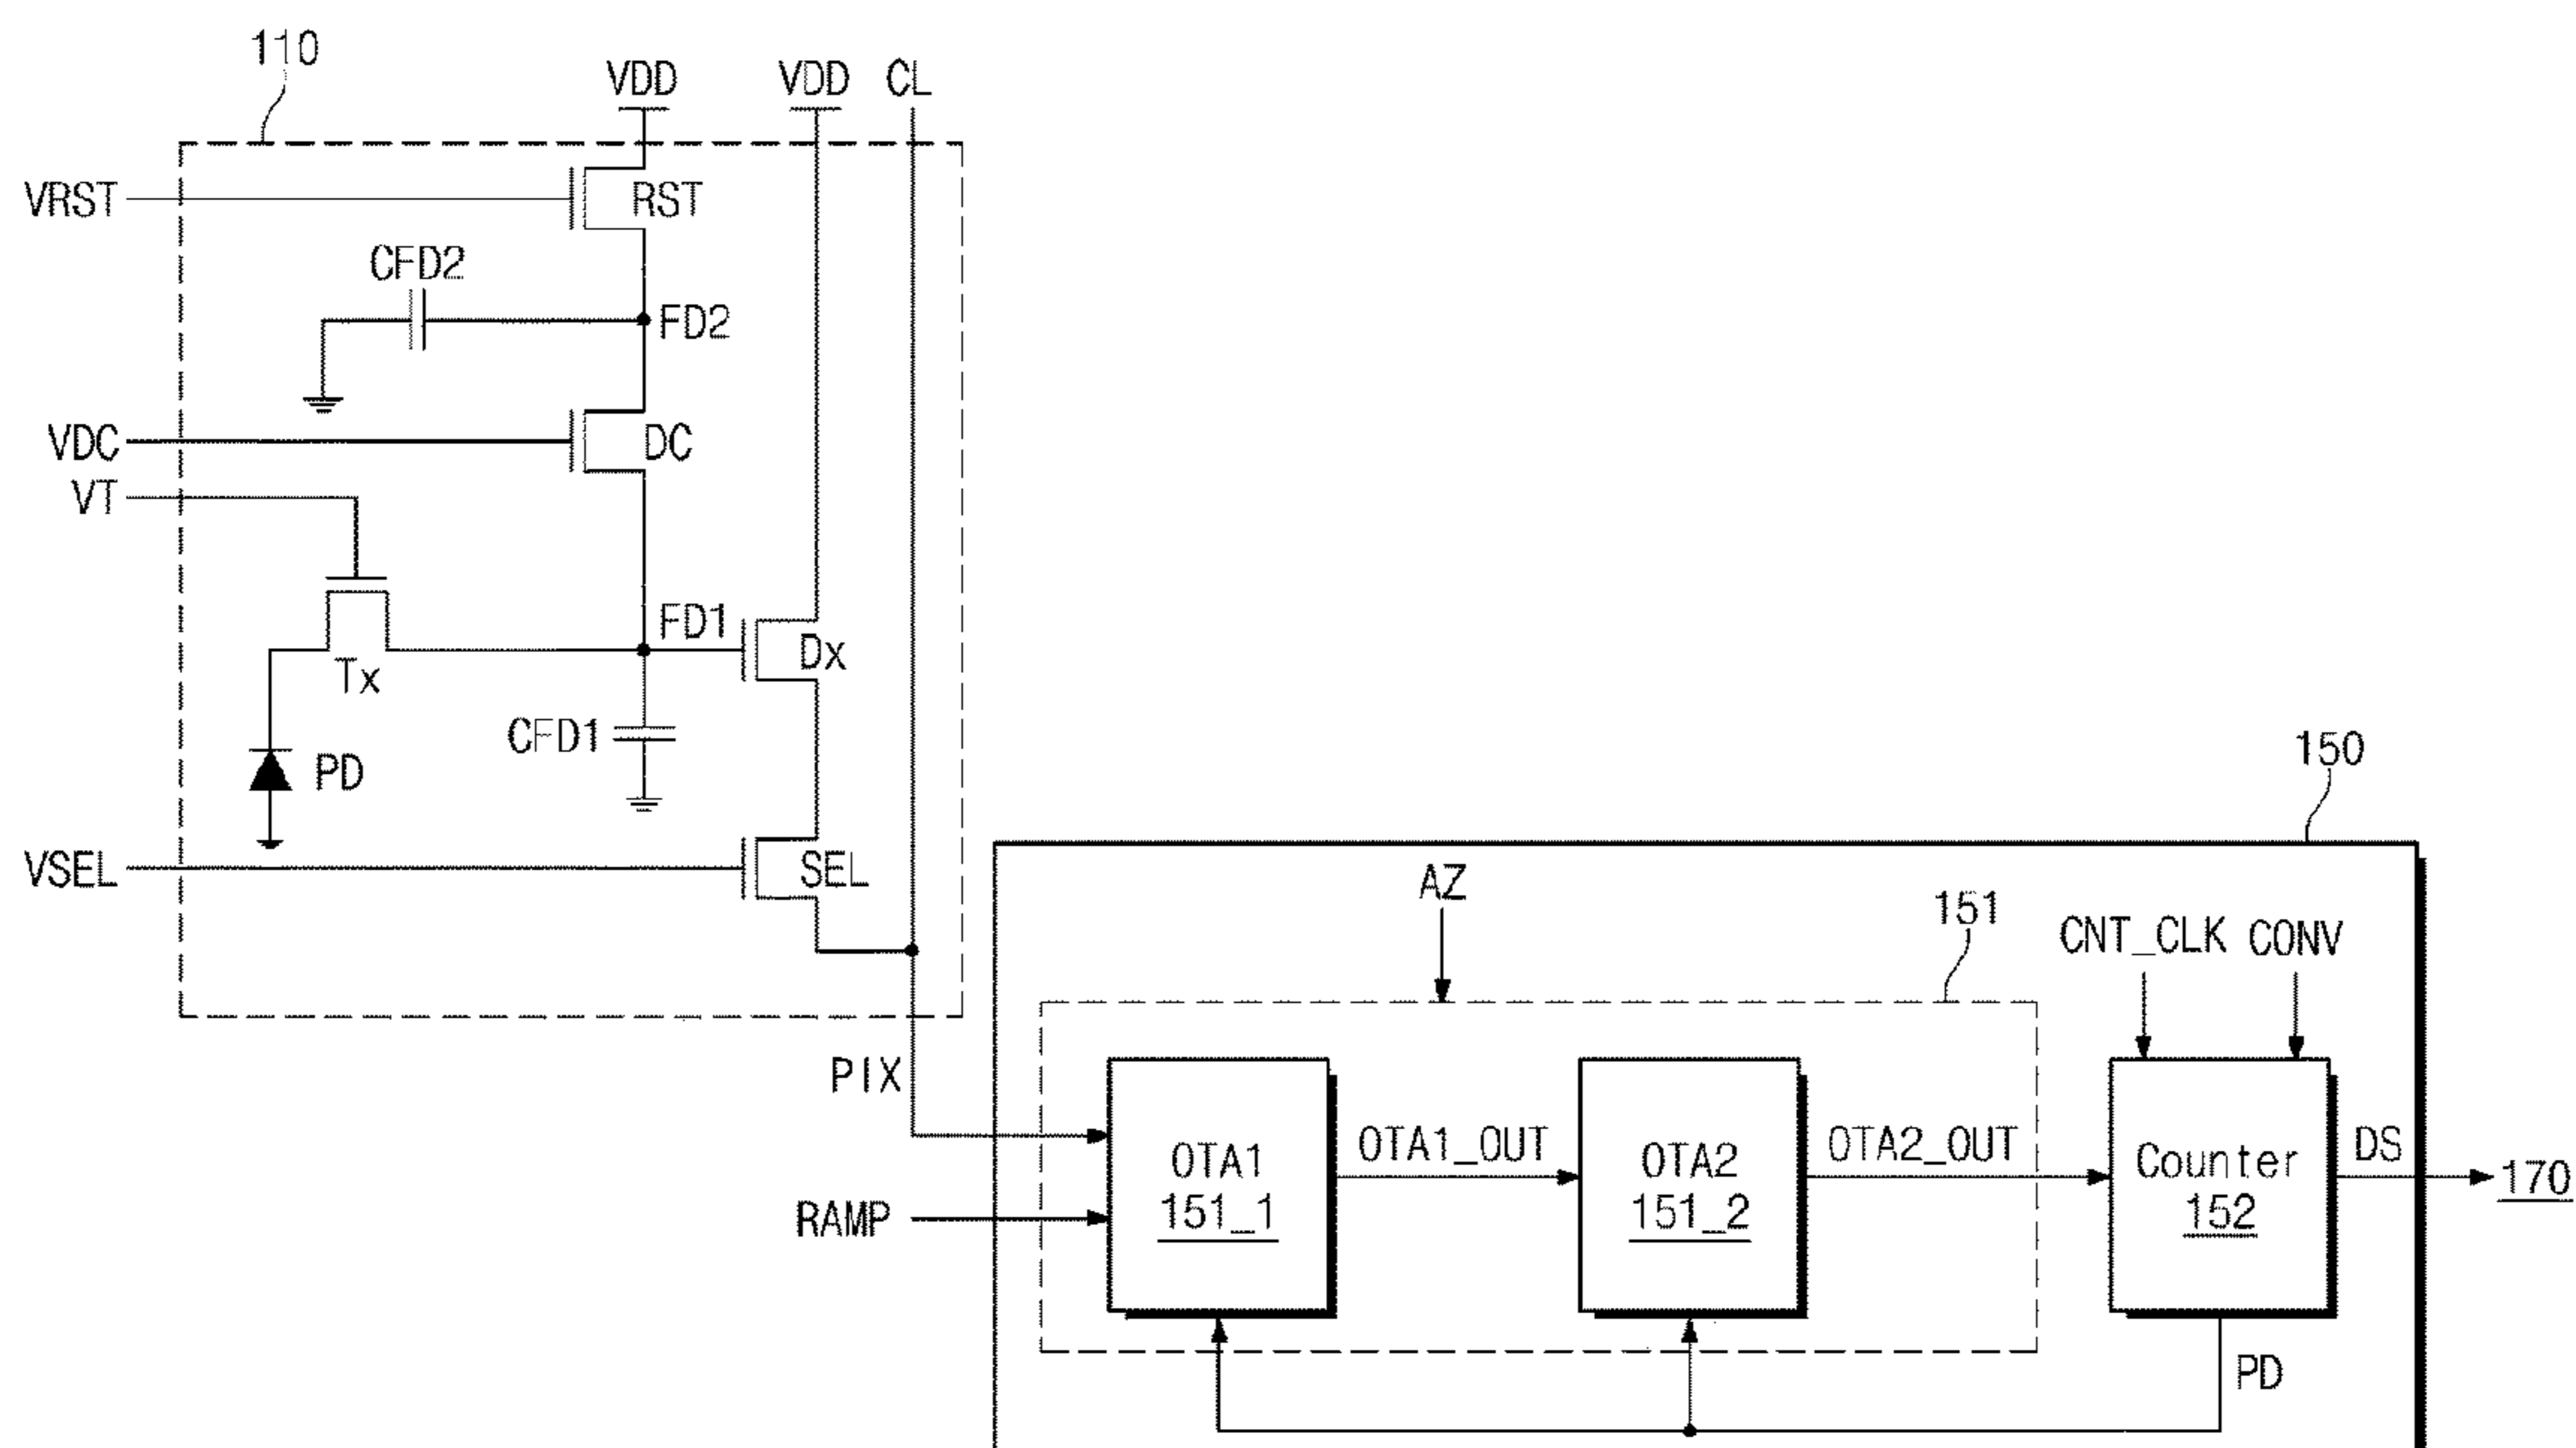 110
VDD VDD CL
VRST RST
CFD2
FD2
VDC DC
VT
FD1
Dx
Tx
CFD1
PD
150
VSEL SEL
AZ
151
CNT_CLK CONV
PIX
OTA1_OUT OTA2_OUT DS
OTA1 OTA2 Counter
151_1 151_2 152
170
RAMP
PD